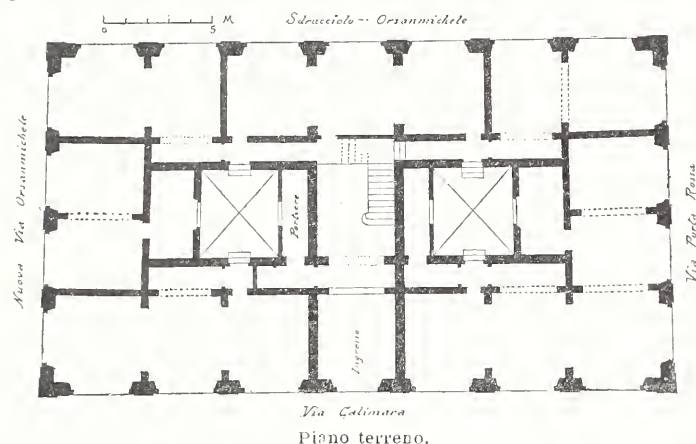 M.
0 5
Sdrucciolo - Orsanmichele
Nuova Via Orsanmichele
Portiere
Via Porta Rossa
Ingresso
Via Calimara
Piano terreno.